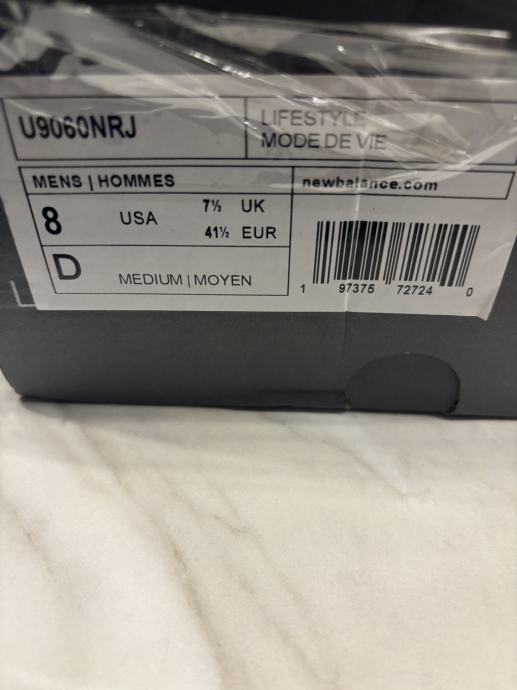 U9060NRJ
LIFESTYLE
MODE DE VIE
MENS | HOMMES
newbalance.com
8 USA 7½ UK
41½ EUR
D MEDIUM | MOYEN
1 97375 72724 0